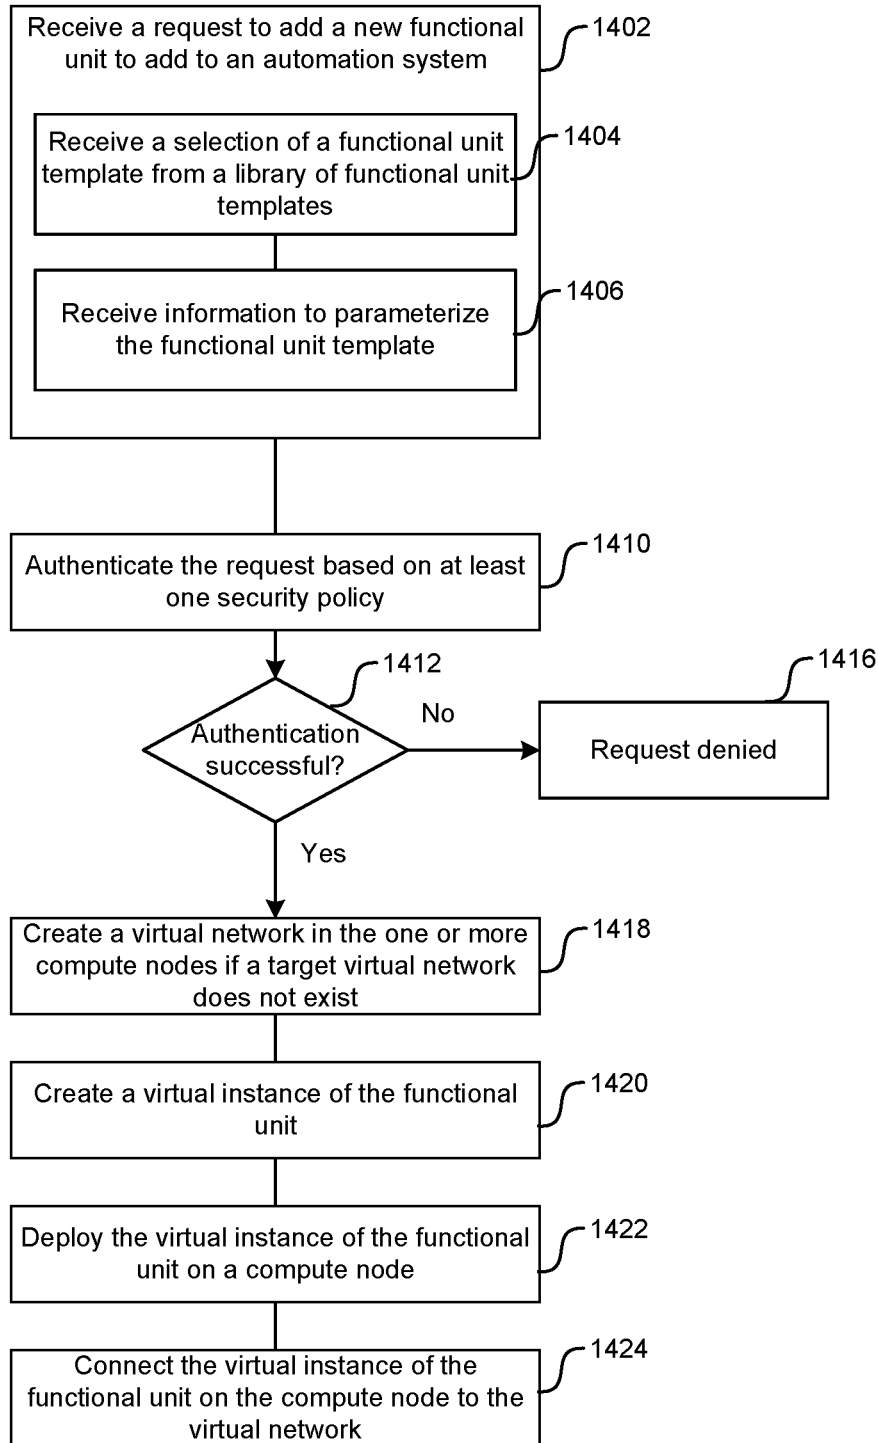 Receive a request to add a new functional
unit to add to an automation system
1402
Receive a selection of a functional unit
template from a library of functional unit
templates
1404
Receive information to parameterize
the functional unit template
1406
Authenticate the request based on at least
one security policy
1410
Authentication
successful?
1412
No
Request denied
1416
Yes
Create a virtual network in the one or more
compute nodes if a target virtual network
does not exist
1418
Create a virtual instance of the functional
unit
1420
Deploy the virtual instance of the functional
unit on a compute node
1422
Connect the virtual instance of the
functional unit on the compute node to the
virtual network
1424